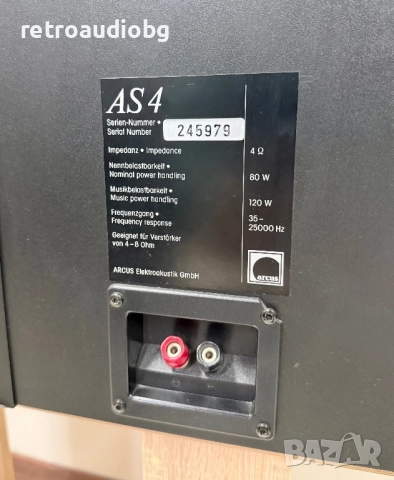 retroaudiobg
AS 4
Serien-Nummer •
Serial Number
245979
Impedanz • Impedance
4 Ω
Nennbelastbarkeit •
Nominal power handling
80 W
Musikbelastbarkeit •
Music power handling
120 W
Frequenzgang •
Frequency response
35-
25000 Hz
Geeignet für Verstärker
von 4-8 Ohm
ARCUS Elektroakustik GmbH
arcus
BAZAR